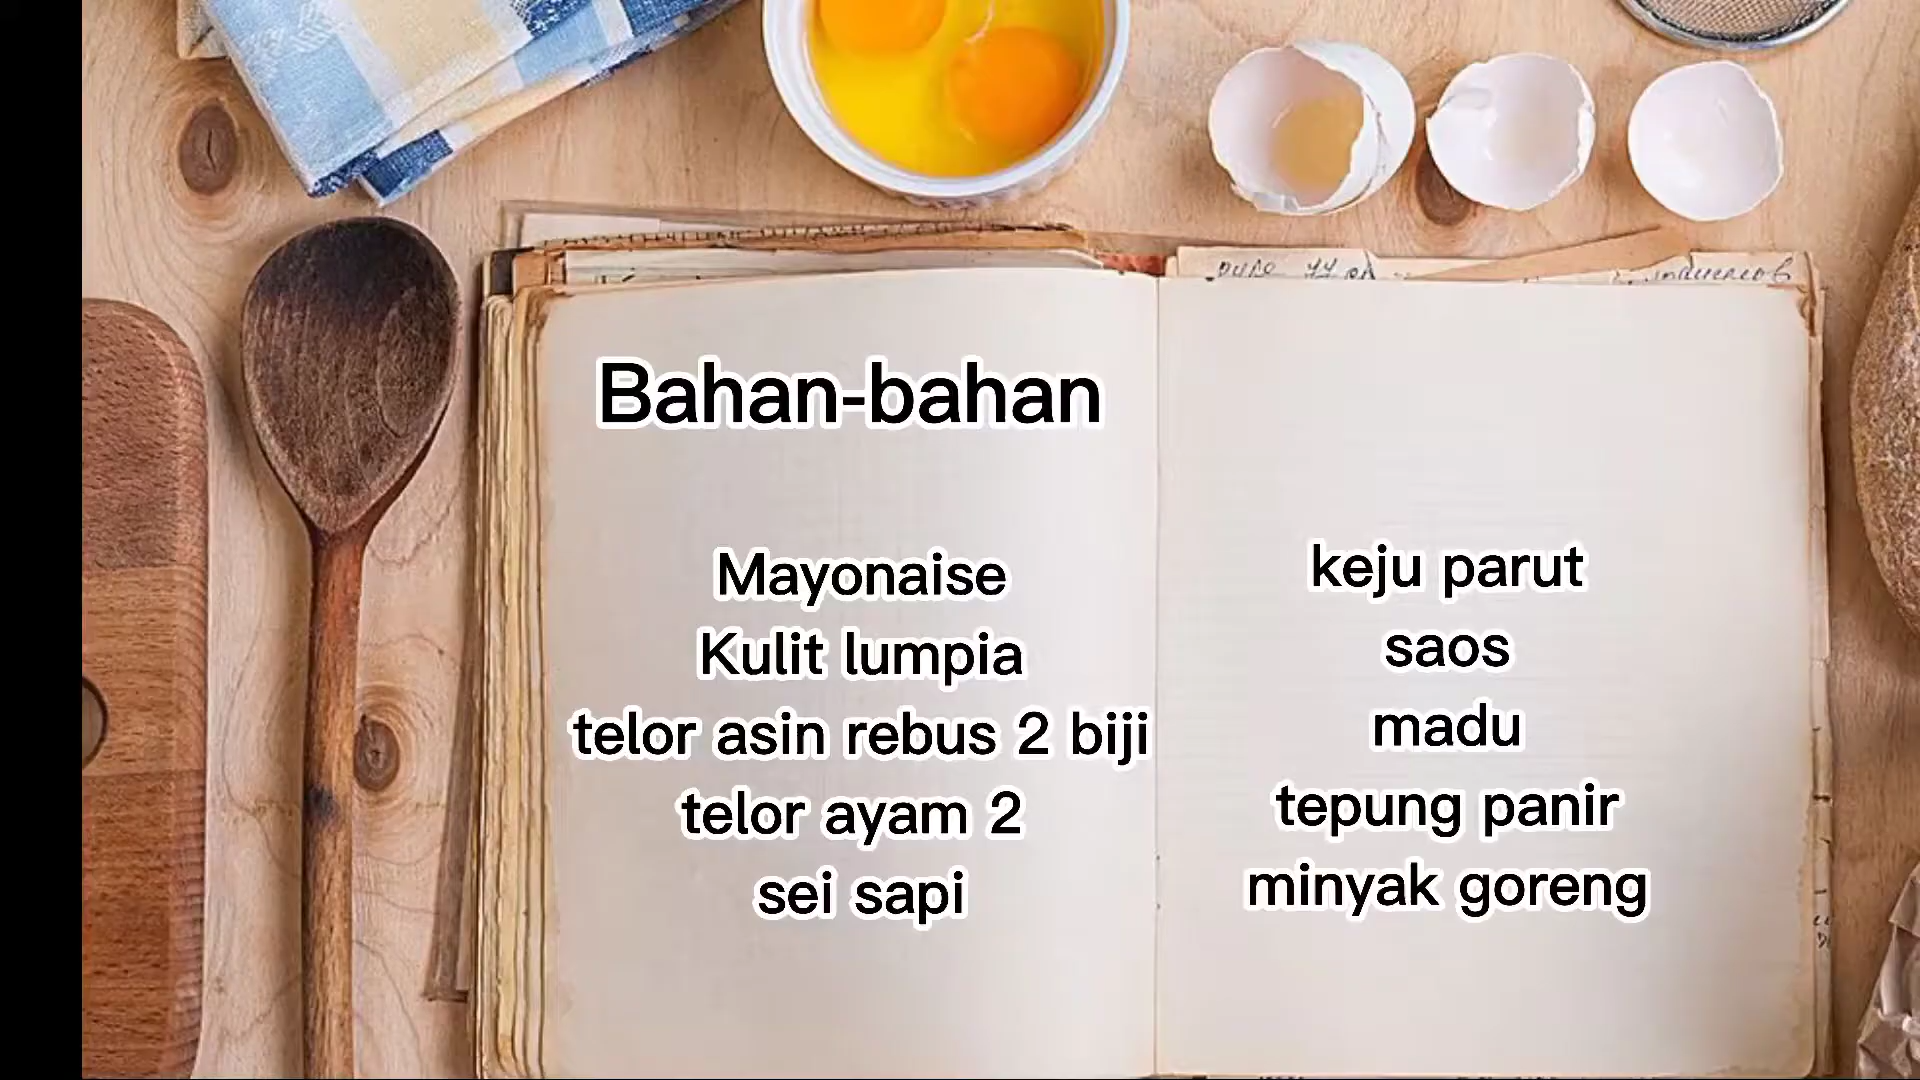 Bahan-bahan
Mayonaise
Kulit lumpia
telor asin rebus 2 biji
telor ayam 2
sei sapi
keju parut
saos
madu
tepung panir
minyak goreng